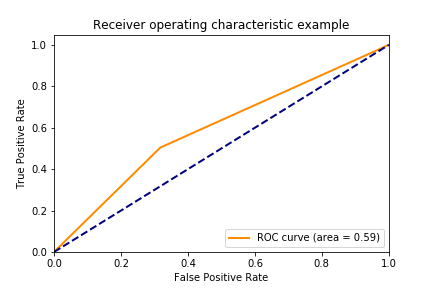 Receiver operating characteristic example
True Positive Rate
1.0
0.8
0.6
0.4
0.2
0.0
ROC curve (area = 0.59)
0.0 0.2 0.4 0.6 0.8 1.0
False Positive Rate